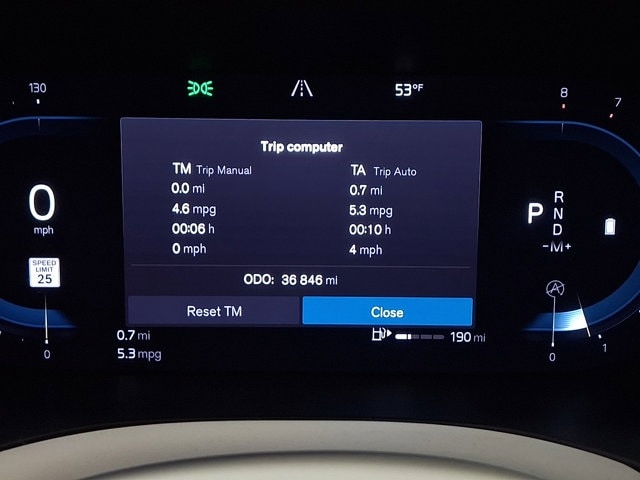 130
53°F
8
7
Trip computer
TM Trip Manual
TA Trip Auto
0.0 mi
0.7 mi
4.6 mpg
5.3 mpg
00:06 h
00:10 h
0 mph
4 mph
ODO: 36 846 mi
Reset TM
Close
0
mph
SPEED
LIMIT
25
0
P
R
N
D
-M+
A
0
1
0.7 mi
5.3 mpg
190 mi